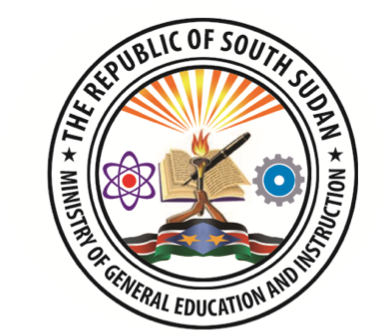 THE REPUBLIC OF SOUTH SUDAN
MINISTRY OF GENERAL EDUCATION AND INSTRUCTION